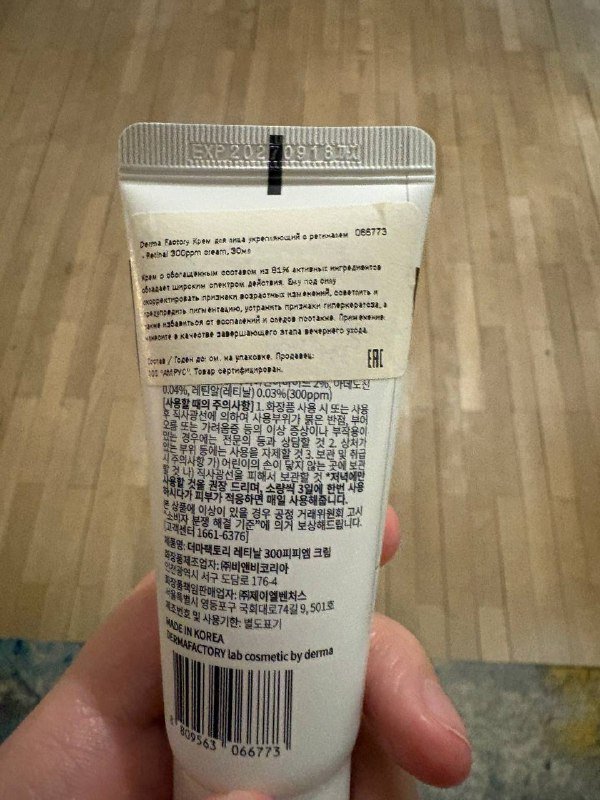 EXP 20270918
Derma Factory Крем для лица укрепляющий с ретиналем 066773
- Retinal 300ppm cream, 30мл
Крем с обогащенным составом из 81% активных ингредиентов
обладает широким спектром действия. Ему под силу
скорректировать признаки возрастных изменений, осветлить и
предупредить пигментацию, устранить признаки гиперкератоза, а
также избавиться от воспалений и следов постакне. Применение:
нанесите в качестве завершающего этапа вечернего ухода.
Состав / Годен до: см. на упаковке. Продавец:
ООО "АМРУС". Товар сертифицирован. EAC
2%, 아데노신
0.04%, 레틴알(레티날) 0.03%(300ppm)
[사용할 때의 주의사항] 1. 화장품 사용 시 또는 사용
후 직사광선에 의하여 사용부위가 붉은 반점, 부어
오름 또는 가려움증 등의 이상 증상이나 부작용이
있는 경우에는 전문의 등과 상담할 것 2. 상처가
있는 부위 등에는 사용을 자제할 것 3. 보관 및 취급
시 주의사항 가) 어린이의 손이 닿지 않는 곳에 보관
할 것 나) 직사광선을 피해서 보관할 것 *저녁에만
사용할 것을 권장 드리며, 소량씩 3일에 한번 사용
하시다가 피부가 적응하면 매일 사용해줍니다.
본 상품에 이상이 있을 경우 공정 거래위원회 고시
"소비자 분쟁 해결 기준"에 의거 보상해드립니다.
[고객센터 1661-6376]
제품명: 더마팩토리 레티날 300피피엠 크림
화장품제조업자: ㈜비앤비코리아
인천광역시 서구 도담로 176-4
화장품책임판매업자: ㈜제이엘벤처스
서울특별시 영등포구 국회대로74길 9, 501호
제조번호 및 사용기한: 별도표기
MADE IN KOREA
DERMAFACTORY lab cosmetic by derma
8 809563 066773